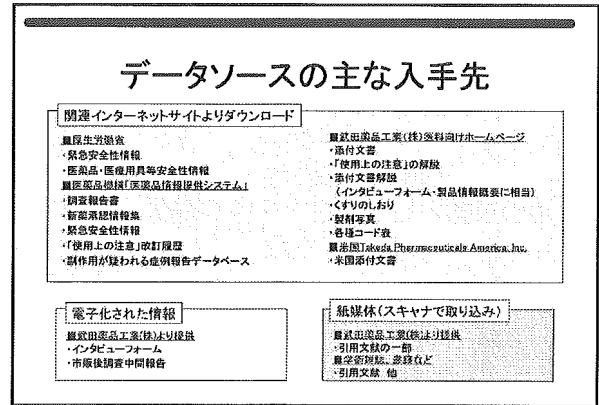 データソースの主な入手先
関連インターネットサイトよりダウンロード
■厚生労働省
・緊急安全性情報
・医薬品・医療用具等安全性情報
■医薬品機構「医薬品情報提供システム」
・調査報告書
・新薬承認情報集
・緊急安全性情報
・「使用上の注意」改訂履歴
・副作用が疑われる症例報告データベース
■武田薬品工業(株)医科向けホームページ
・添付文書
・「使用上の注意」の解説
・添付文書解説
(インタビューフォーム・製品情報概要に相当)
・くすりのしおり
・製剤写真
・各種コード表
■米国Takeda Pharmaceuticals America, Inc.
・米国添付文書
電子化された情報
■武田薬品工業(株)より提供
・インタビューフォーム
・市販後調査中間報告
紙媒体(スキャナで取り込み)
■武田薬品工業(株)より提供
・引用文献の一部
■学術雑誌、書籍など
・引用文献 他